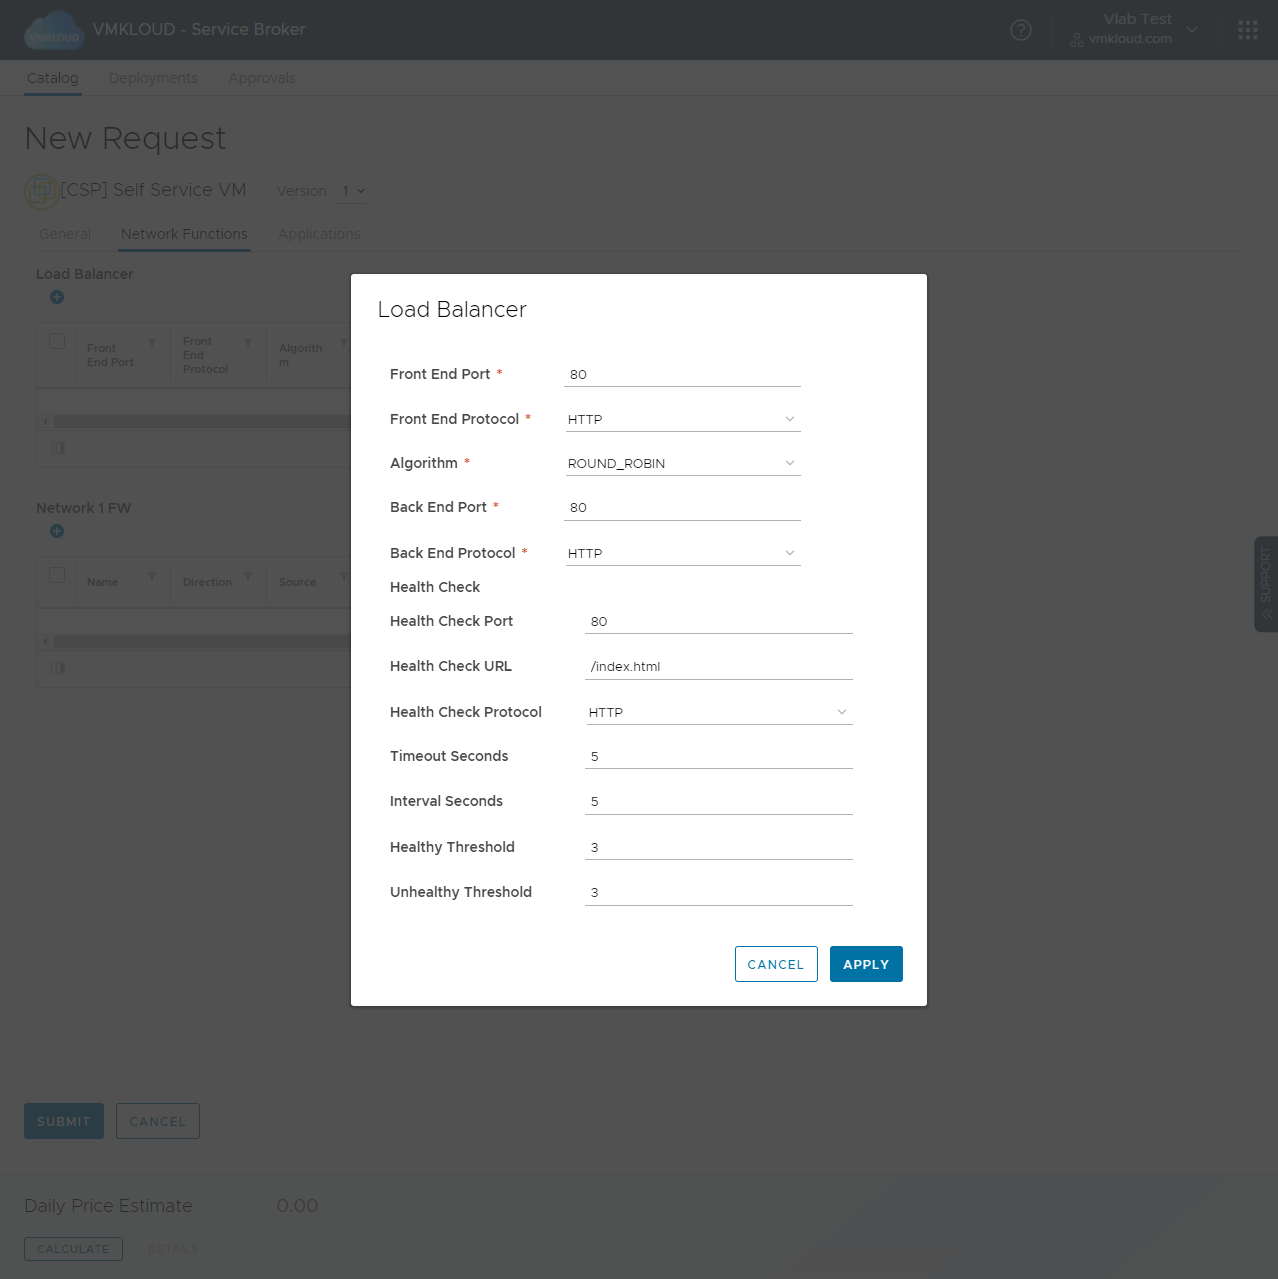 VMKLOUD
VMKLOUD - Service Broker
Vlab Test
vmkloud.com
Catalog Deployments Approvals
New Request
[CSP] Self Service VM Version 1
General Network Functions Applications
Load Balancer
Front End Port
Front End Protocol
Algorithm
Network 1 FW
Name Direction Source
Load Balancer
Front End Port * 80
Front End Protocol * HTTP
Algorithm * ROUND_ROBIN
Back End Port * 80
Back End Protocol * HTTP
Health Check
Health Check Port 80
Health Check URL /index.html
Health Check Protocol HTTP
Timeout Seconds 5
Interval Seconds 5
Healthy Threshold 3
Unhealthy Threshold 3
CANCEL APPLY
SUPPORT
SUBMIT CANCEL
Daily Price Estimate 0.00
CALCULATE DETAILS